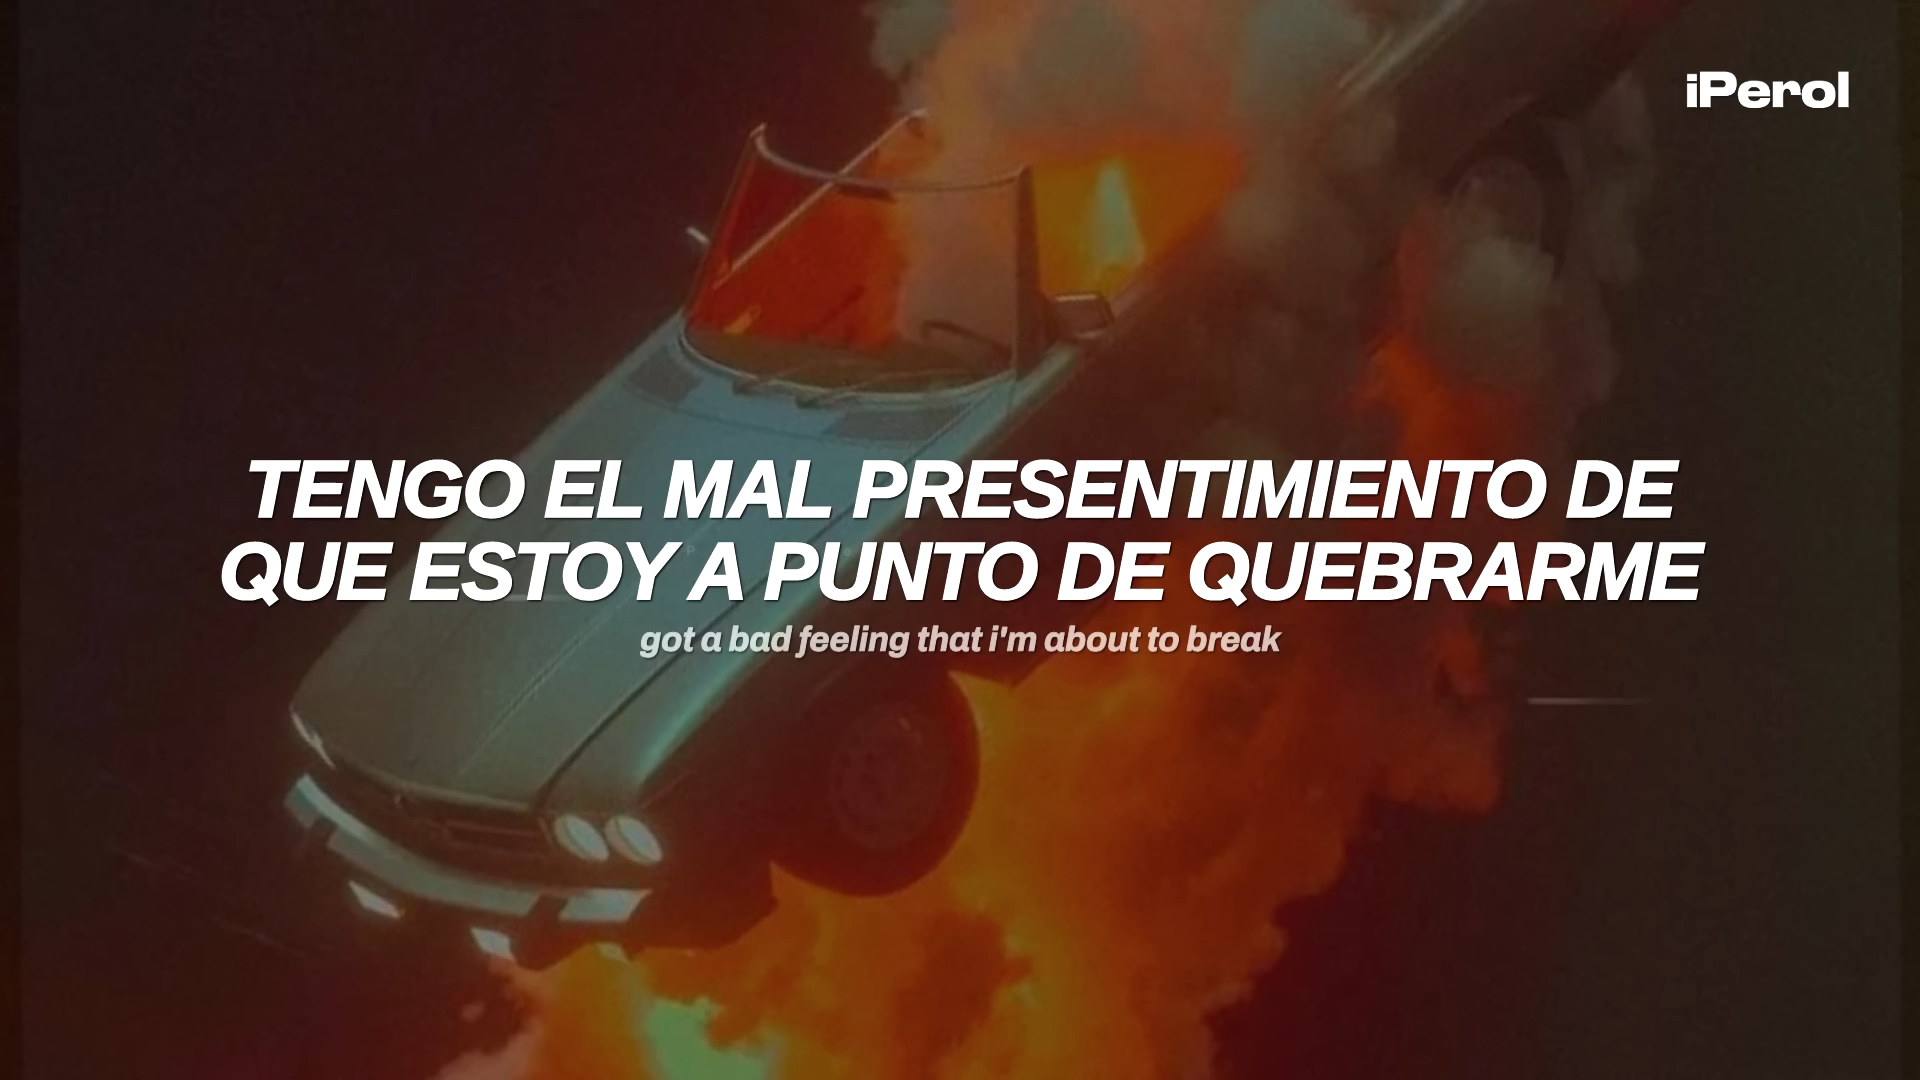 iPerol
TENGO EL MAL PRESENTIMIENTO DE
QUE ESTOY A PUNTO DE QUEBRARME
got a bad feeling that i'm about to break